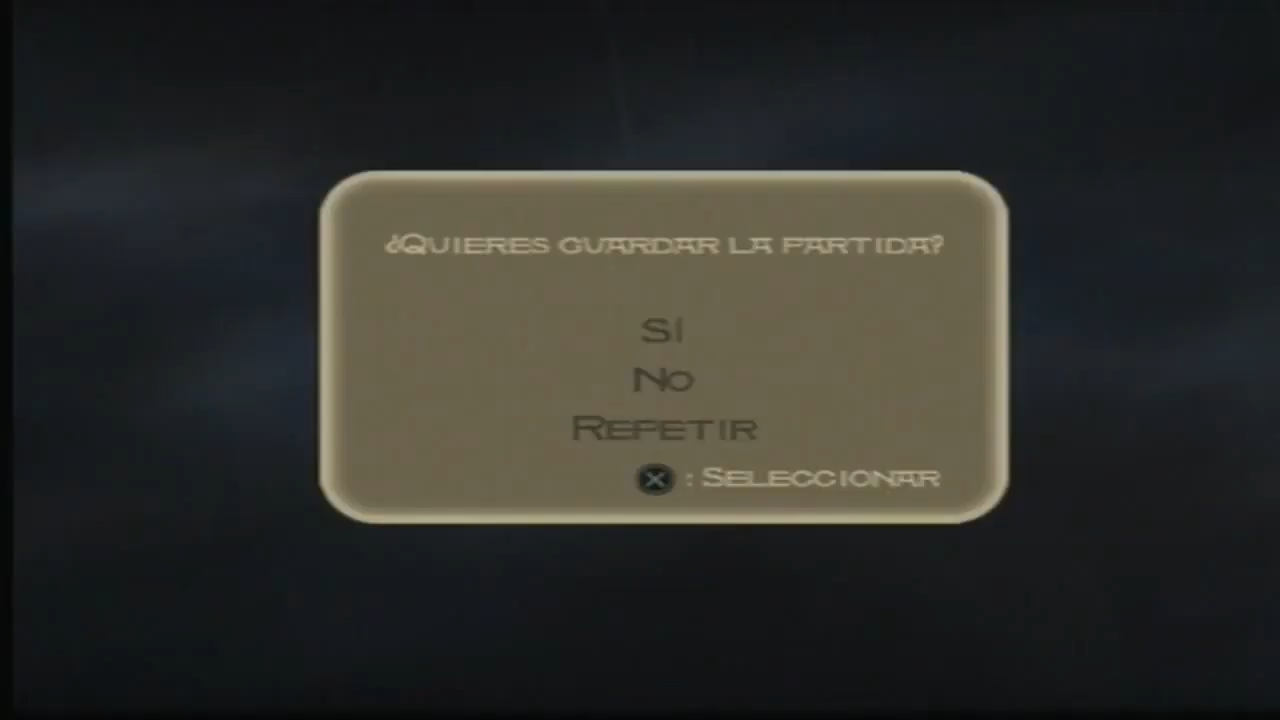 ¿QUIERES GUARDAR LA PARTIDA?
SÍ
NO
REPETIR
: SELECCIONAR